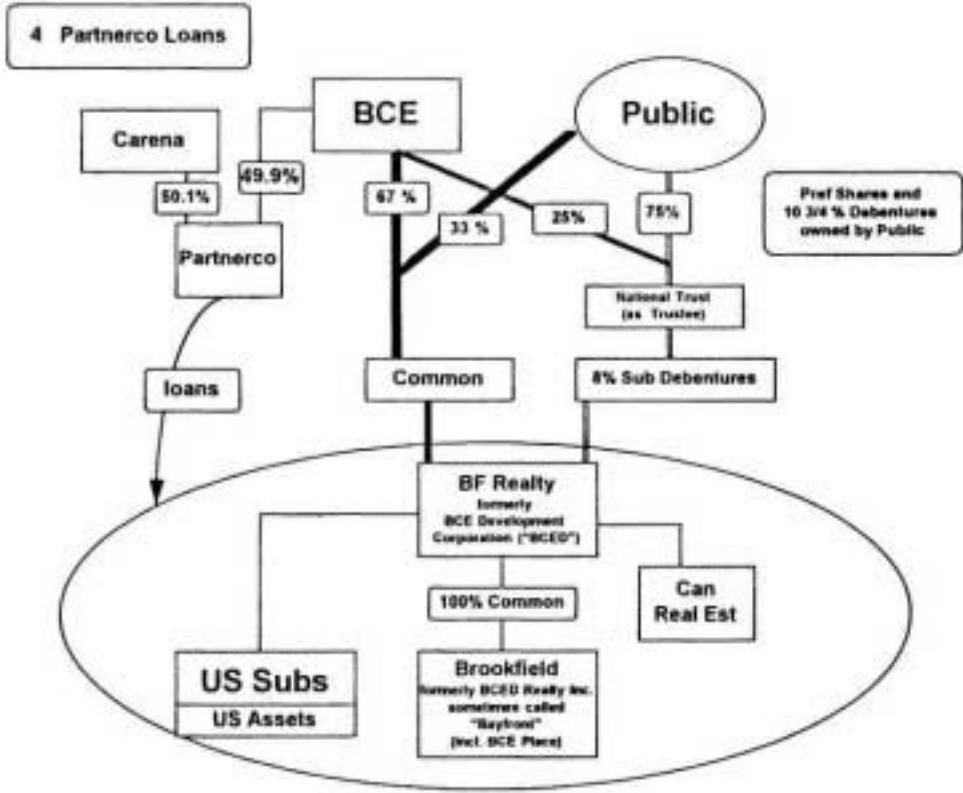 4 Partnerco Loans
BCE
Public
Carena
49.9%
50.1%
67 %
33 %
25%
75%
Pref Shares and
10 3/4 % Debentures
owned by Public
Partnerco
National Trust
(as Trustee)
loans
Common
8% Sub Debentures
BF Realty
formerly
BCE Development
Corporation ("BCED")
100% Common
Can
Real Est
US Subs
US Assets
Brookfield
formerly BCED Realty Inc.
sometimes called
"Bayfront"
(incl. BCE Place)